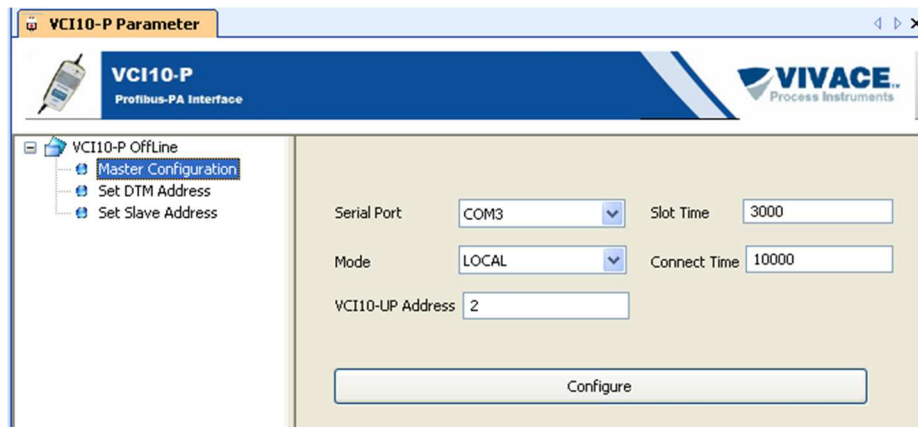 VCI10-P Parameter
VCI10-P
Profibus-PA Interface
VIVACE
Process Instruments
VCI10-P OffLine
Master Configuration
Set DTM Address
Set Slave Address
Serial Port COM3 Slot Time 3000
Mode LOCAL Connect Time 10000
VCI10-UP Address 2
Configure